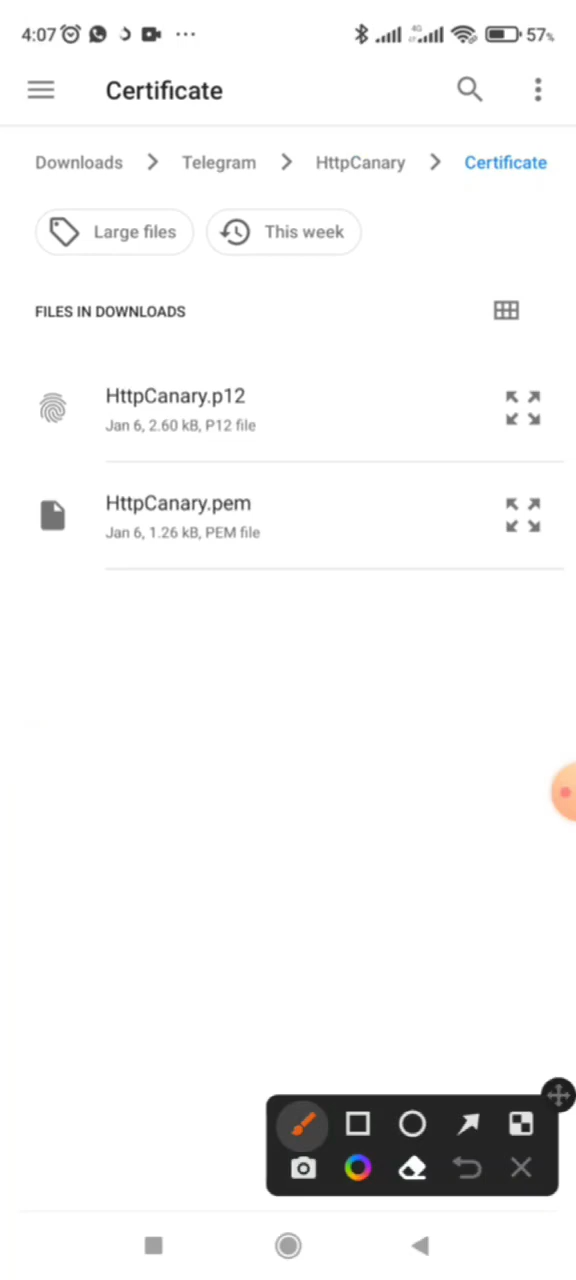 4:07
4G
57%
Certificate
Downloads > Telegram > HttpCanary > Certificate
Large files
This week
FILES IN DOWNLOADS
HttpCanary.p12
Jan 6, 2.60 kB, P12 file
HttpCanary.pem
Jan 6, 1.26 kB, PEM file